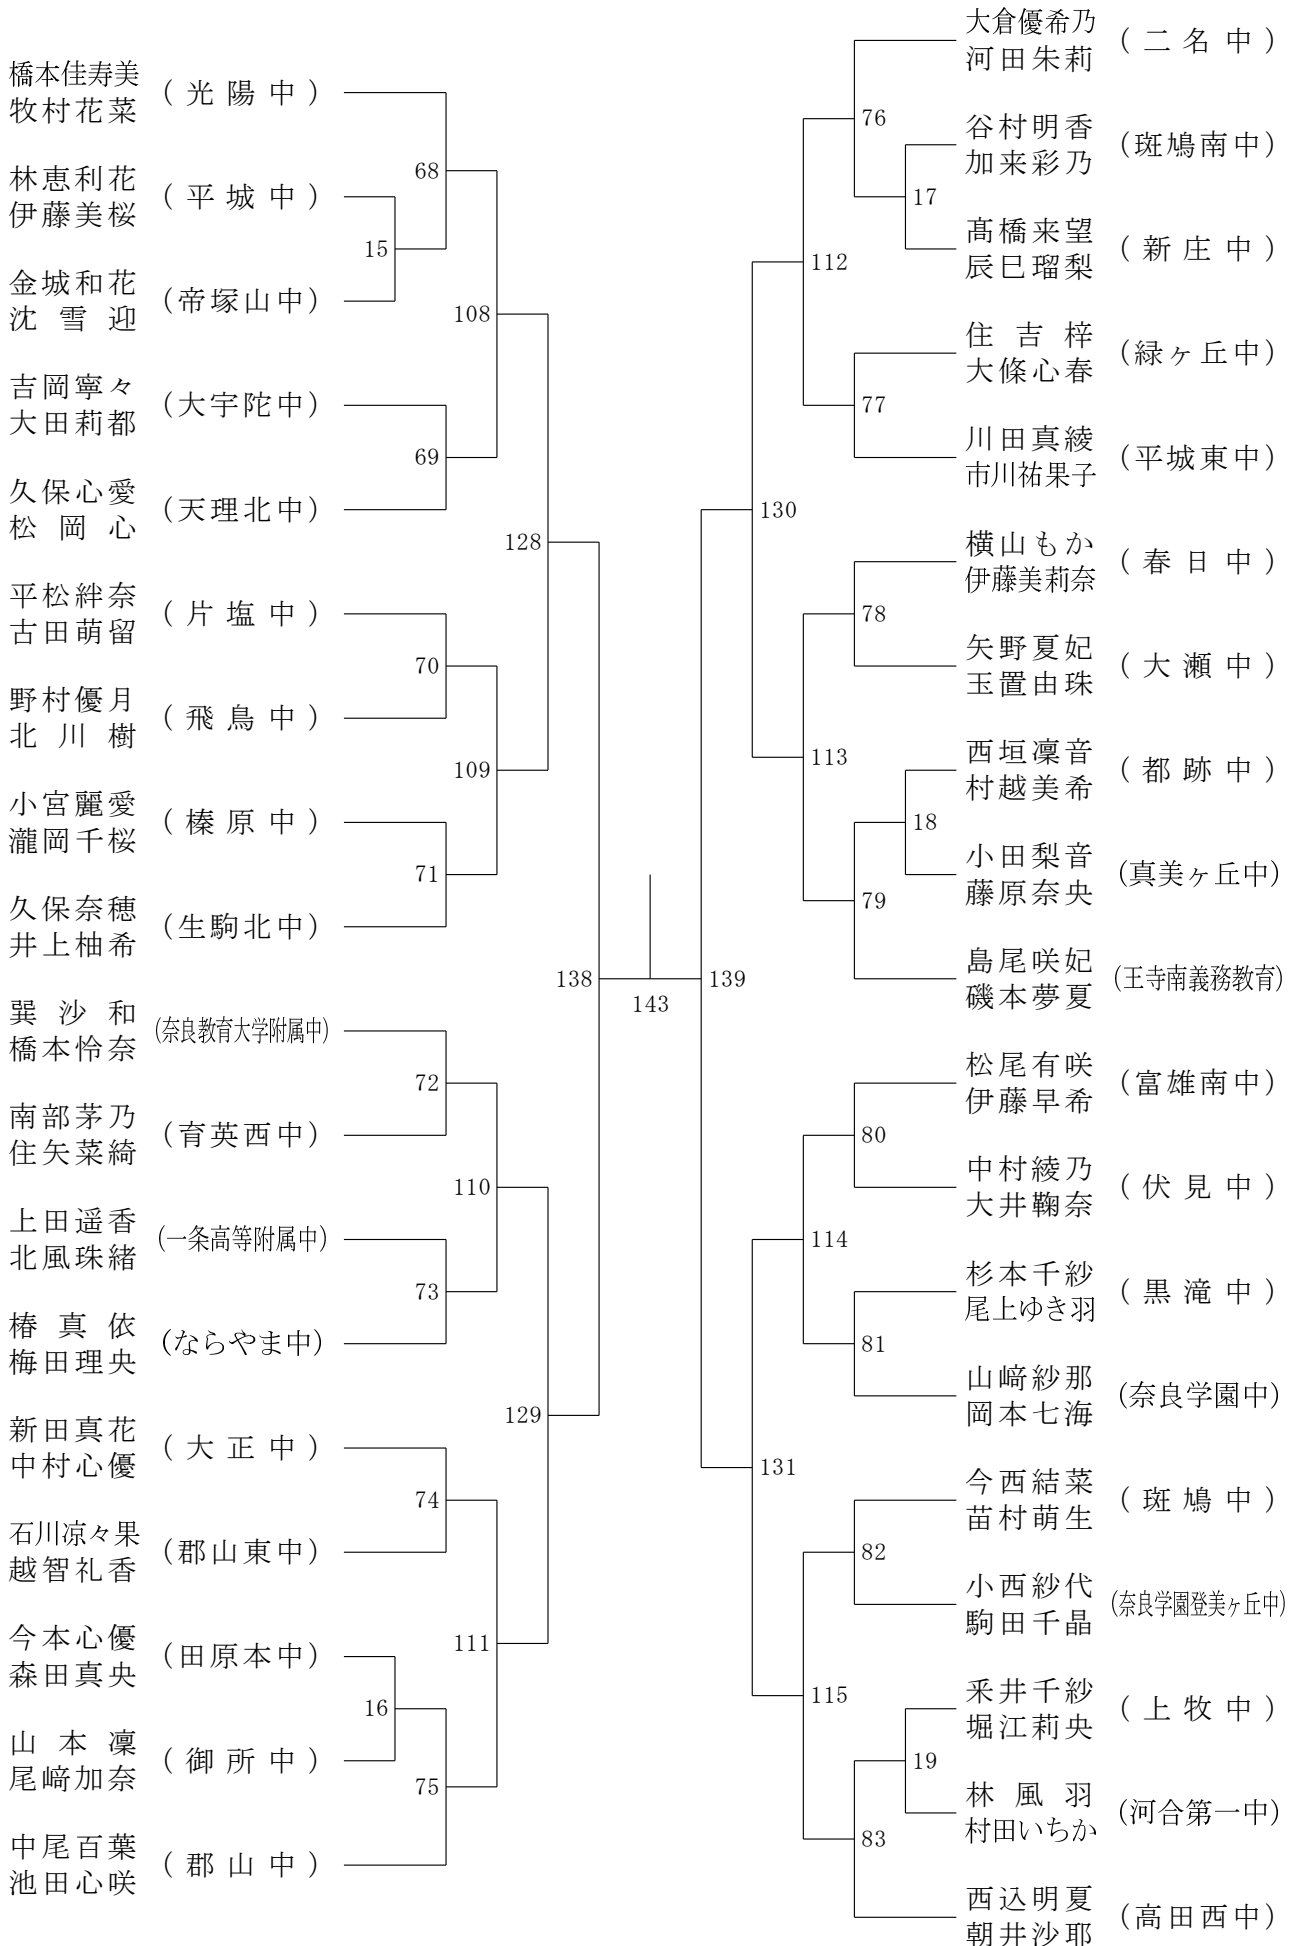 橋本佳寿美
牧村花菜
(光陽中)
林恵利花
伊藤美桜
(平城中)
金城和花
沈雪迎
(帝塚山中)
吉岡寧々
大田莉都
(大宇陀中)
久保心愛
松岡心
(天理北中)
平松絆奈
古田萌留
(片塩中)
野村優月
北川樹
(飛鳥中)
小宮麗愛
瀧岡千桜
(榛原中)
久保奈穂
井上柚希
(生駒北中)
巽沙和
橋本怜奈
(奈良教育大学附属中)
南部茅乃
住矢菜綺
(育英西中)
上田遥香
北風珠緒
(一条高等附属中)
椿真依
梅田理央
(ならやま中)
新田真花
中村心優
(大正中)
石川凉々果
越智礼香
(郡山東中)
今本心優
森田真央
(田原本中)
山本凜
尾﨑加奈
(御所中)
中尾百葉
池田心咲
(郡山中)
68
15
108
69
128
70
109
71
138
72
110
73
129
74
111
16
75
143
139
76
17
112
77
130
78
113
18
79
80
114
81
131
82
115
19
83
大倉優希乃
河田朱莉
(二名中)
谷村明香
加来彩乃
(斑鳩南中)
髙橋来望
辰巳瑠梨
(新庄中)
住吉梓
大條心春
(緑ヶ丘中)
川田真綾
市川祐果子
(平城東中)
横山もか
伊藤美莉奈
(春日中)
矢野夏妃
玉置由珠
(大瀬中)
西垣凜音
村越美希
(都跡中)
小田梨音
藤原奈央
(真美ヶ丘中)
島尾咲妃
磯本夢夏
(王寺南義務教育)
松尾有咲
伊藤早希
(富雄南中)
中村綾乃
大井鞠奈
(伏見中)
杉本千紗
尾上ゆき羽
(黒滝中)
山﨑紗那
岡本七海
(奈良学園中)
今西結菜
苗村萌生
(斑鳩中)
小西紗代
駒田千晶
(奈良学園登美ヶ丘中)
釆井千紗
堀江莉央
(上牧中)
林風羽
村田いちか
(河合第一中)
西込明夏
朝井沙耶
(高田西中)